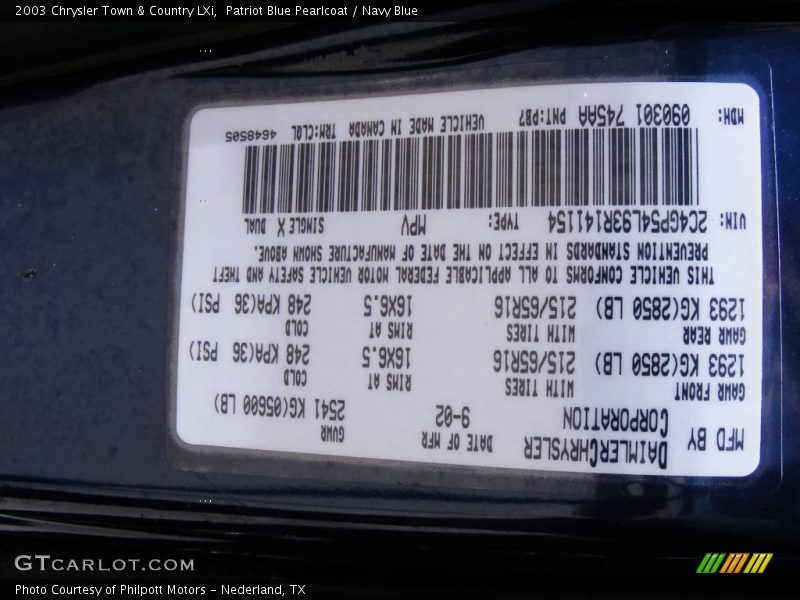 2003 Chrysler Town & Country LXi,  Patriot Blue Pearlcoat / Navy Blue
MFD BY DAIMLERCHRYSLER CORPORATION DATE OF MFR 9-02 GVWR 2541 KG(05600 LB)
GAWR FRONT WITH TIRES RIMS AT COLD
1293 KG(2850 LB) 215/65R16 16X6.5 248 KPA(36 PSI)
GAWR REAR WITH TIRES RIMS AT COLD
1293 KG(2850 LB) 215/65R16 16X6.5 248 KPA(36 PSI)
THIS VEHICLE CONFORMS TO ALL APPLICABLE FEDERAL MOTOR VEHICLE SAFETY AND THEFT
PREVENTION STANDARDS IN EFFECT ON THE DATE OF MANUFACTURE SHOWN ABOVE.
VIN: 2C4GP54L93R141154 TYPE: MPV SINGLE X DUAL
MDH: 090301 745AA PNT:PB7 VEHICLE MADE IN CANADA TRM:CL0L 4648505
GTCARLOT.COM
Photo Courtesy of Philpott Motors - Nederland, TX